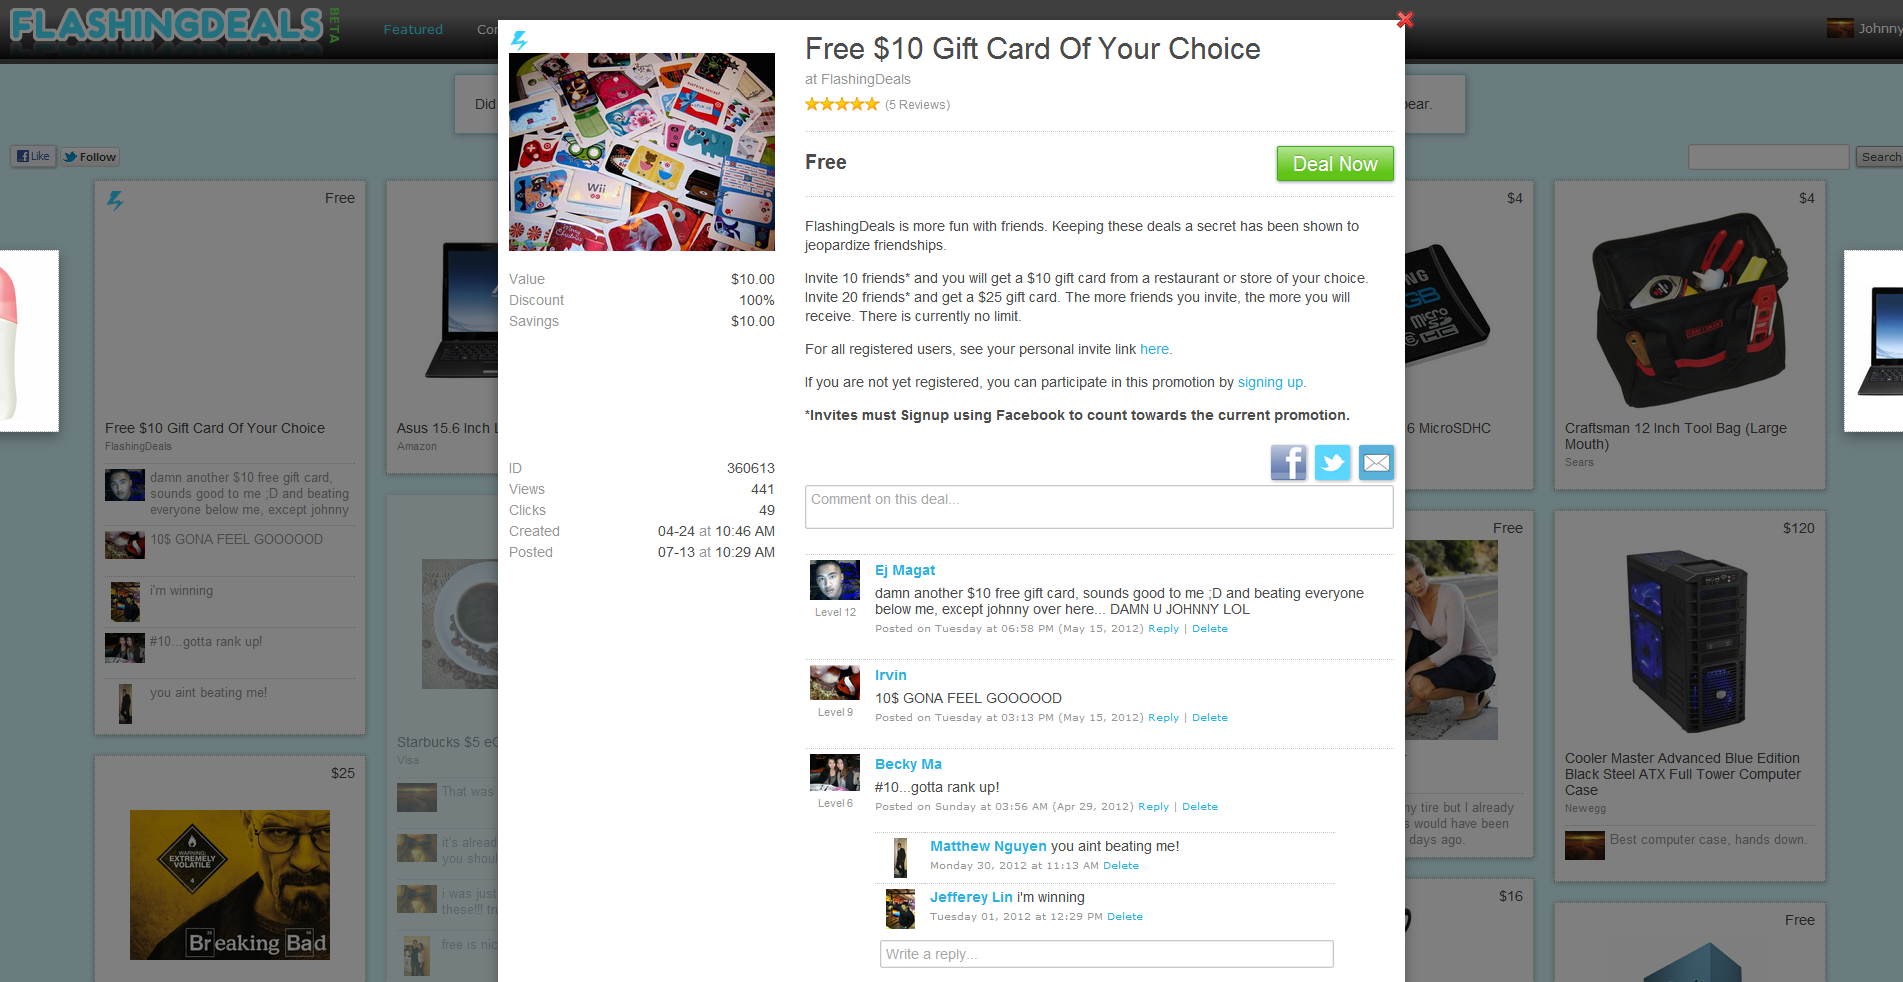 FLASHINGDEALS BETA
Featured
Johnny
Did
Like
Follow
Search
Free
Free $10 Gift Card Of Your Choice
FlashingDeals
damn another $10 free gift card,
sounds good to me ;D and beating
everyone below me, except johnny
10$ GONA FEEL GOOOOOD
i'm winning
#10...gotta rank up!
you aint beating me!
$25
WARNING:
EXTREMELY
VOLATILE
4
Breaking Bad
Asus 15.6 Inch
Amazon
Starbucks $5
Visa
That was
it's
you
i was just
these!!!
free is
Free $10 Gift Card Of Your Choice
at FlashingDeals
(5 Reviews)
Free
Deal Now
Wii
Value $10.00
Discount 100%
Savings $10.00
ID 360613
Views 441
Clicks 49
Created 04-24 at 10:46 AM
Posted 07-13 at 10:29 AM
FlashingDeals is more fun with friends. Keeping these deals a secret has been shown to
jeopardize friendships.
Invite 10 friends* and you will get a $10 gift card from a restaurant or store of your choice.
Invite 20 friends* and get a $25 gift card. The more friends you invite, the more you will
receive. There is currently no limit.
For all registered users, see your personal invite link here.
If you are not yet registered, you can participate in this promotion by signing up.
*Invites must Signup using Facebook to count towards the current promotion.
Comment on this deal...
Ej Magat
damn another $10 free gift card, sounds good to me ;D and beating everyone
below me, except johnny over here... DAMN U JOHNNY LOL
Level 12
Posted on Tuesday at 06:58 PM (May 15, 2012) Reply | Delete
Irvin
10$ GONA FEEL GOOOOOD
Level 9
Posted on Tuesday at 03:13 PM (May 15, 2012) Reply | Delete
Becky Ma
#10...gotta rank up!
Level 6
Posted on Sunday at 03:56 AM (Apr 29, 2012) Reply | Delete
Matthew Nguyen you aint beating me!
Monday 30, 2012 at 11:13 AM Delete
Jefferey Lin i'm winning
Tuesday 01, 2012 at 12:29 PM Delete
Write a reply...
$4
micro
HC
6 MicroSDHC
Free
tire but I already
would have been
days ago.
$16
$4
CRAFTSMAN
Craftsman 12 Inch Tool Bag (Large
Mouth)
Sears
$120
Cooler Master Advanced Blue Edition
Black Steel ATX Full Tower Computer
Case
Newegg
Best computer case, hands down.
Free